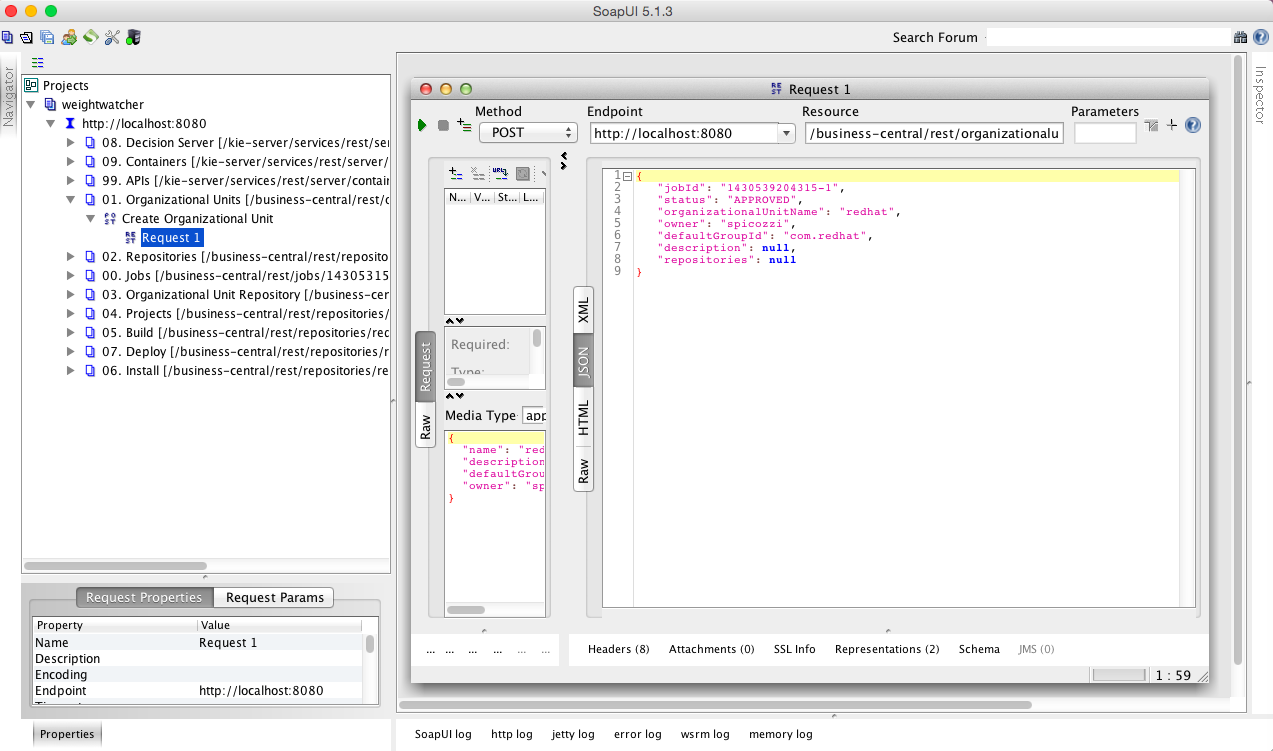 SoapUI 5.1.3
Search Forum
Navigator
Projects
weightwatcher
http://localhost:8080
08. Decision Server [/kie-server/services/rest/ser
09. Containers [/kie-server/services/rest/server/
99. APIs [/kie-server/services/rest/server/contain
01. Organizational Units [/business-central/rest/c
Create Organizational Unit
Request 1
02. Repositories [/business-central/rest/reposito
00. Jobs [/business-central/rest/jobs/14305315
03. Organizational Unit Repository [/business-cer
04. Projects [/business-central/rest/repositories/
05. Build [/business-central/rest/repositories/rec
07. Deploy [/business-central/rest/repositories/r
06. Install [/business-central/rest/repositories/re
Request Properties Request Params
Property Value
Name Request 1
Description
Encoding
Endpoint http://localhost:8080
Properties
Request 1
Method Endpoint Resource Parameters
POST http://localhost:8080 /business-central/rest/organizationalu
Request
Raw
N... V... St... L...
Required:
Type:
Media Type app
{
"name": "red
"description
"defaultGrou
"owner": "sp
}
XML
JSON
HTML
Raw
1 {
2 "jobId": "1430539204315-1",
3 "status": "APPROVED",
4 "organizationalUnitName": "redhat",
5 "owner": "spicozzi",
6 "defaultGroupId": "com.redhat",
7 "description": null,
8 "repositories": null
9 }
... ... ... ... ... ...
Headers (8) Attachments (0) SSL Info Representations (2) Schema JMS (0)
1 : 59
Inspector
SoapUI log http log jetty log error log wsrm log memory log